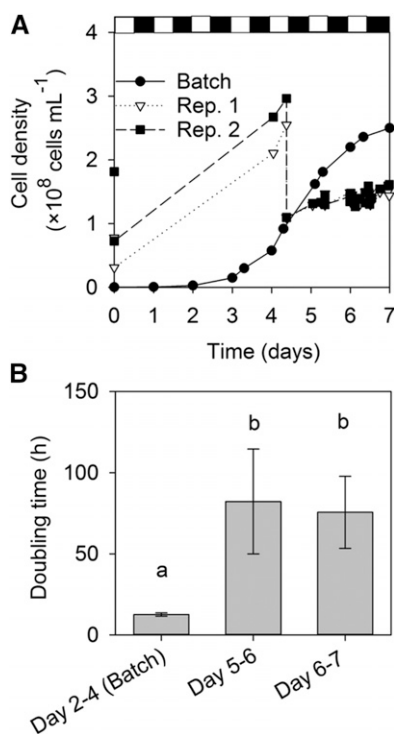 A
Cell density
(×10⁸ cells mL⁻¹)
4
3
2
1
0
Batch
Rep. 1
Rep. 2
0 1 2 3 4 5 6 7
Time (days)
B
Doubling time (h)
150
100
50
0
a
b
b
Day 2-4 (Batch)
Day 5-6
Day 6-7